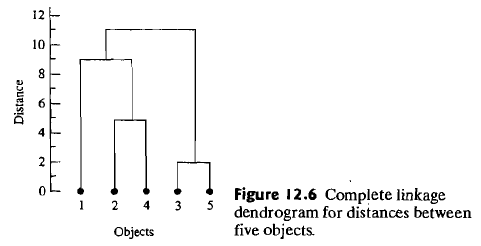 12
10
8
6
4
2
0
Distance
1 2 4 3 5
Objects
Figure 12.6 Complete linkage
dendrogram for distances between
five objects.